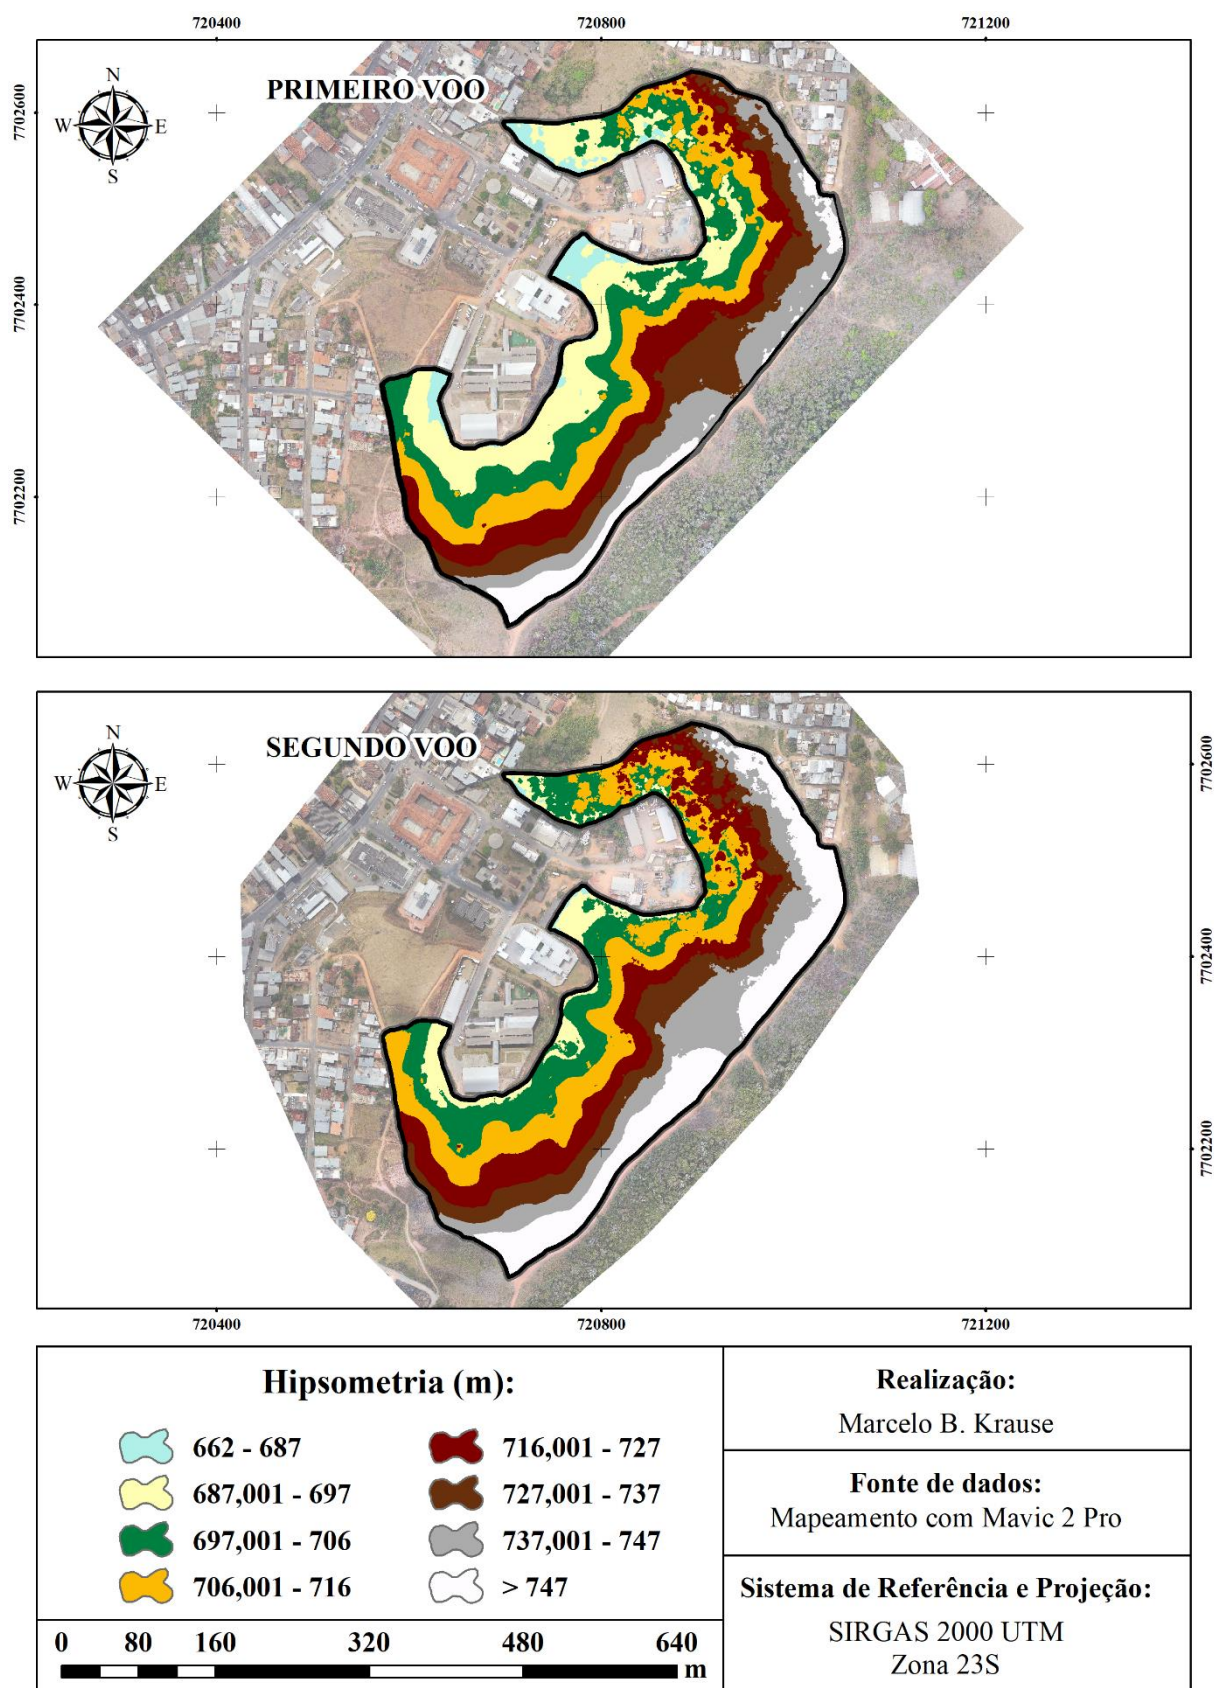 720400 720800 721200
PRIMEIRO VOO
N
W E
S
7702600
7702400
7702200
7702600
7702400
7702200
SEGUNDO VOO
N
W E
S
720400 720800 721200
Hipsometria (m):
662 - 687
687,001 - 697
697,001 - 706
706,001 - 716
716,001 - 727
727,001 - 737
737,001 - 747
> 747
0 80 160 320 480 640
m
Realização:
Marcelo B. Krause
Fonte de dados:
Mapeamento com Mavic 2 Pro
Sistema de Referência e Projeção:
SIRGAS 2000 UTM
Zona 23S